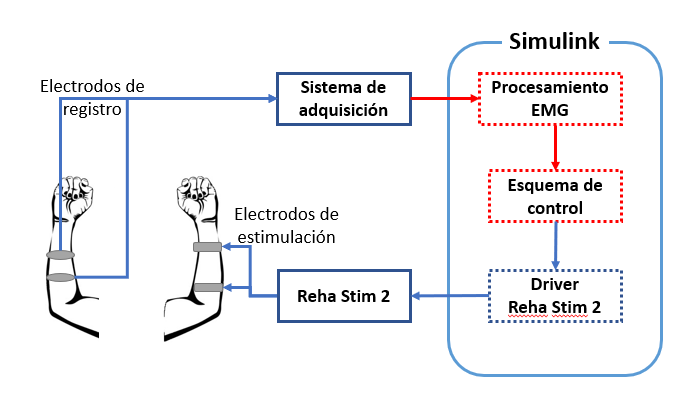 Simulink
Electrodos de
registro
Sistema de
adquisición
Procesamiento
EMG
Esquema de
control
Electrodos de
estimulación
Reha Stim 2
Driver
Reha Stim 2